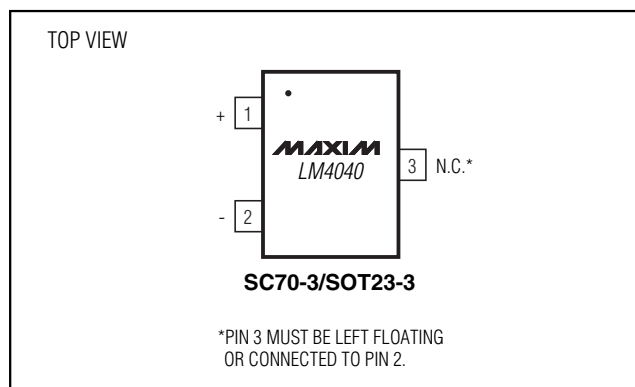 TOP VIEW
+ 1
MAXIM
LM4040
3 N.C.*
- 2
SC70-3/SOT23-3
*PIN 3 MUST BE LEFT FLOATING
OR CONNECTED TO PIN 2.